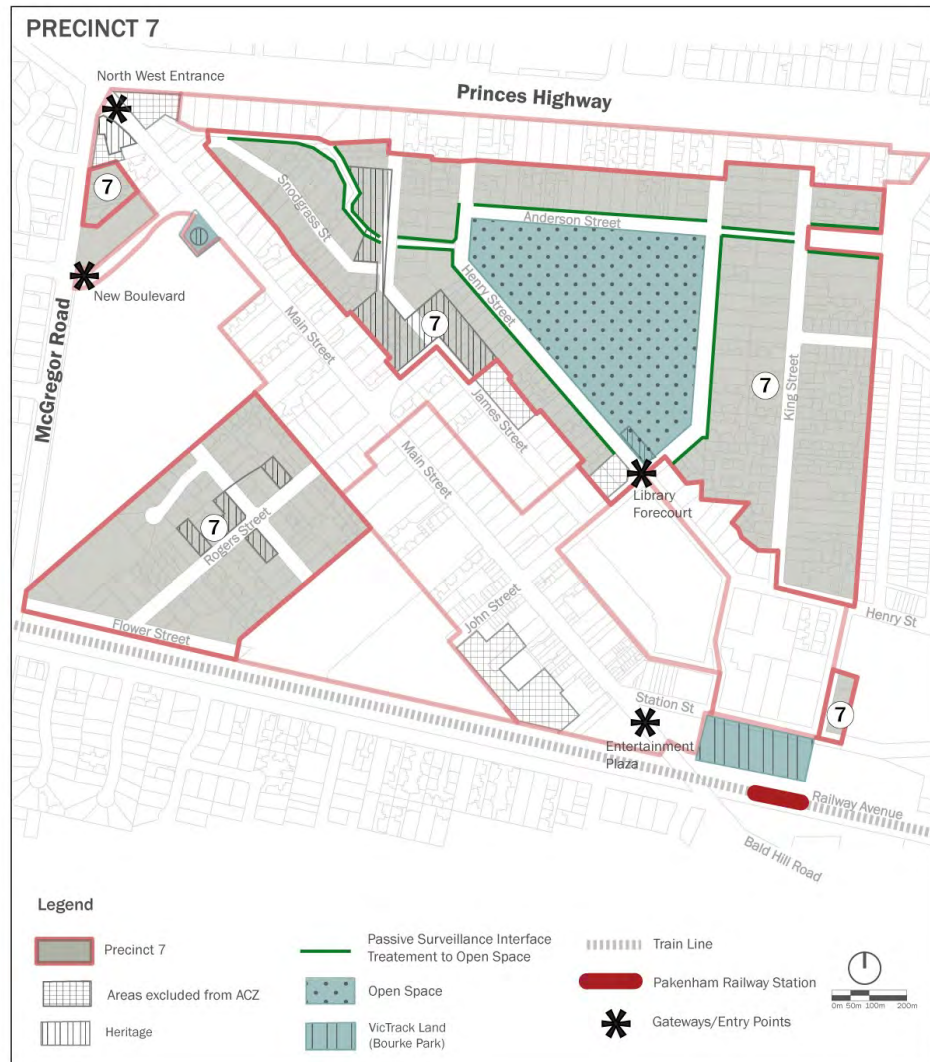 PRECINCT 7
North West Entrance
Princes Highway
7
Snodgrass St
Anderson Street
New Boulevard
Henry Street
McGregor Road
Main Street
7
7
King Street
James Street
Main Street
Library
Forecourt
7
Rogers Street
John Street
Henry St
Flower Street
Station St
7
Entertainment
Plaza
Railway Avenue
Bald Hill Road
Legend
Precinct 7
Areas excluded from ACZ
Heritage
Passive Surveillance Interface
Treatement to Open Space
Open Space
VicTrack Land
(Bourke Park)
Train Line
Pakenham Railway Station
Gateways/Entry Points
0m 50m 100m 200m